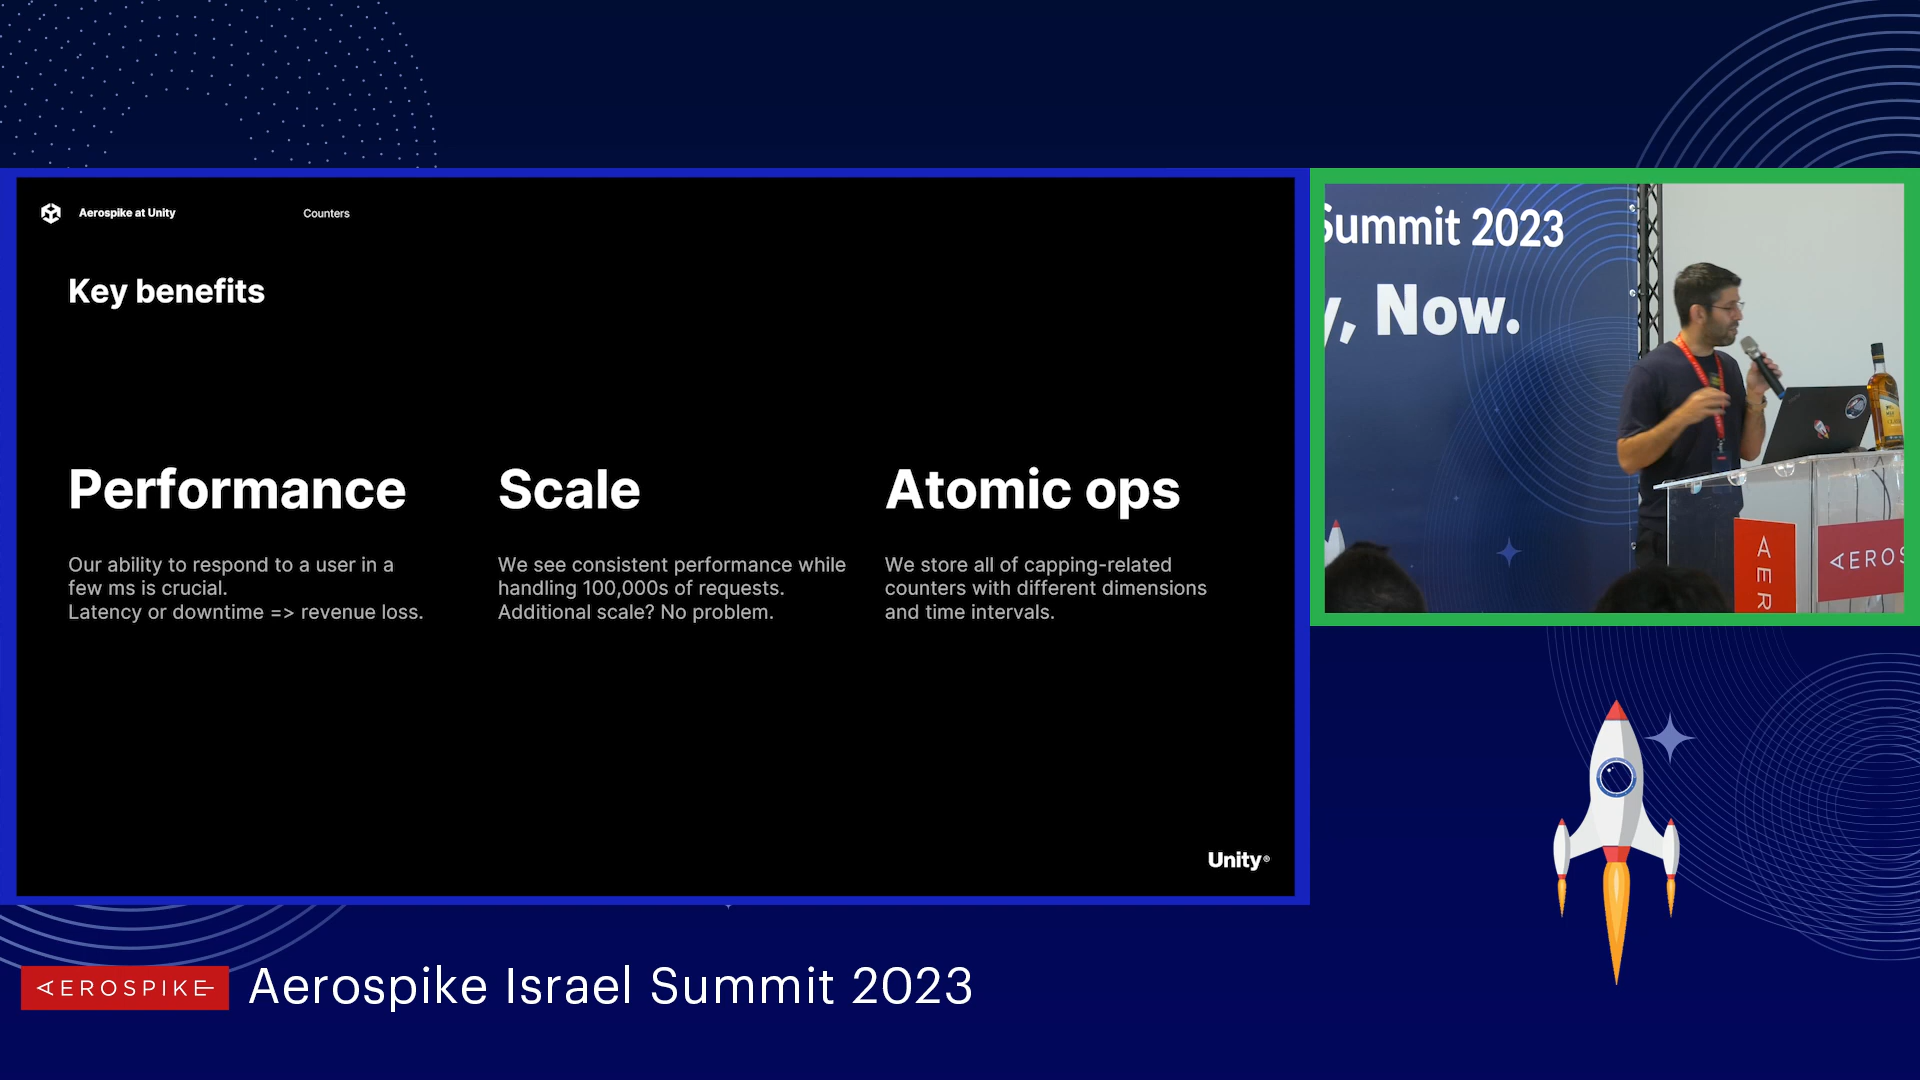 Aerospike at Unity
Counters
Key benefits
Performance
Our ability to respond to a user in a
few ms is crucial.
Latency or downtime => revenue loss.
Scale
We see consistent performance while
handling 100,000s of requests.
Additional scale? No problem.
Atomic ops
We store all of capping-related
counters with different dimensions
and time intervals.
Unity®
Summit 2023
y, Now.
AER
AEROS
AEROSPIKE
Aerospike Israel Summit 2023